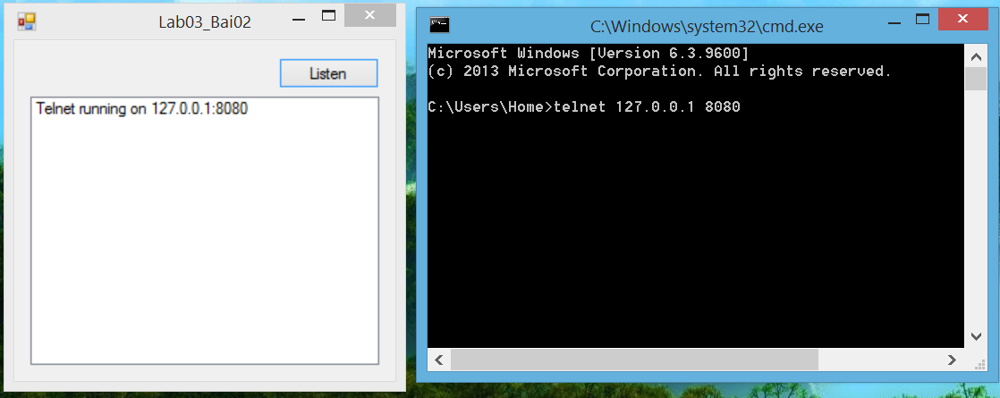 Lab03_Bai02
Listen
Telnet running on 127.0.0.1:8080
C:\Windows\system32\cmd.exe
Microsoft Windows [Version 6.3.9600]
(c) 2013 Microsoft Corporation. All rights reserved.
C:\Users\Home>telnet 127.0.0.1 8080